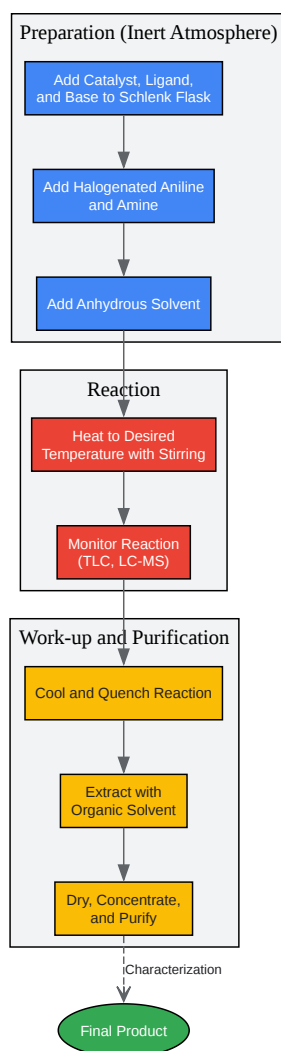 Preparation (Inert Atmosphere)
Add Catalyst, Ligand,
and Base to Schlenk Flask
Add Halogenated Aniline
and Amine
Add Anhydrous Solvent
Reaction
Heat to Desired
Temperature with Stirring
Monitor Reaction
(TLC, LC-MS)
Work-up and Purification
Cool and Quench Reaction
Extract with
Organic Solvent
Dry, Concentrate,
and Purify
Characterization
Final Product